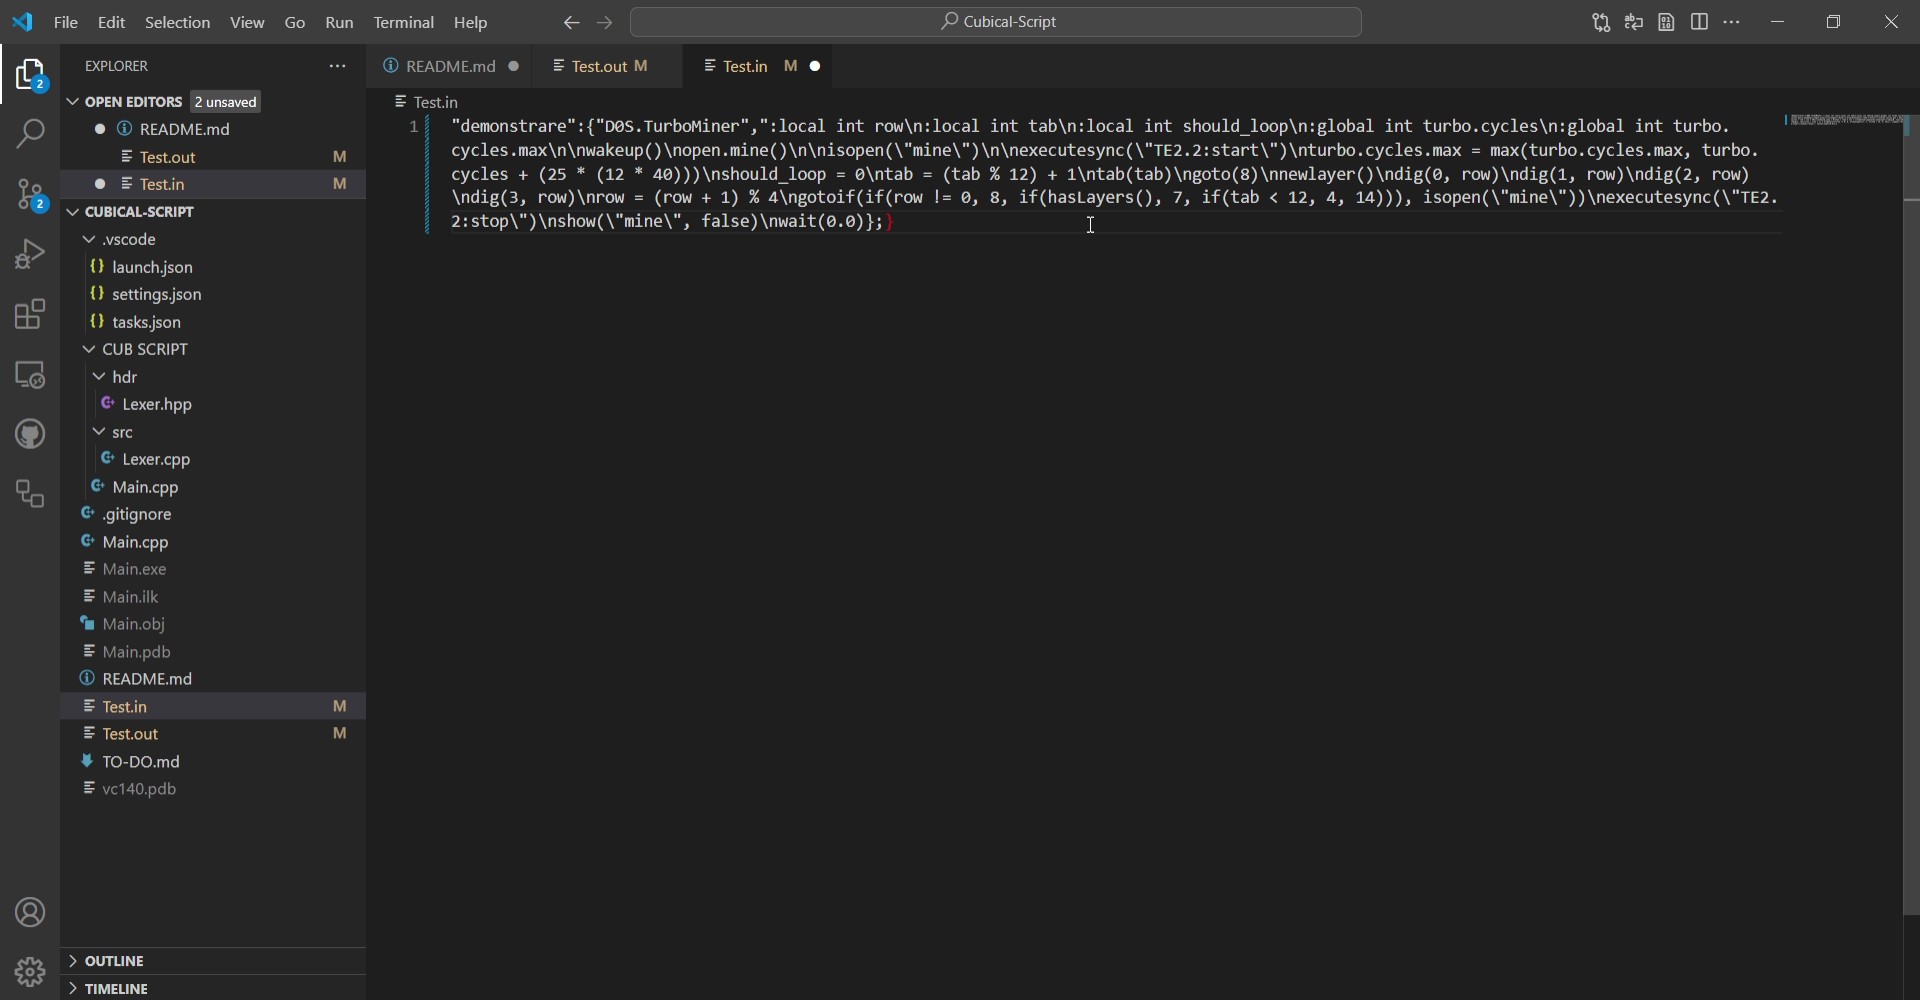 File Edit Selection View Go Run Terminal Help Cubical-Script
EXPLORER
README.md Test.out M Test.in M
OPEN EDITORS 2 unsaved
README.md
Test.out M
Test.in M
CUBICAL-SCRIPT
.vscode
launch.json
settings.json
tasks.json
CUB SCRIPT
hdr
Lexer.hpp
src
Lexer.cpp
Main.cpp
.gitignore
Main.cpp
Main.exe
Main.ilk
Main.obj
Main.pdb
README.md
Test.in M
Test.out M
TO-DO.md
vc140.pdb
OUTLINE
TIMELINE
2
2
Test.in
1 "demonstrare":{"D0S.TurboMiner",":local int row\n:local int tab\n:local int should_loop\n:global int turbo.cycles\n:global int turbo.
cycles.max\n\nwakeup()\nopen.mine()\n\nisopen(\"mine\")\n\nexecutesync(\"TE2.2:start\")\nturbo.cycles.max = max(turbo.cycles.max, turbo.
cycles + (25 * (12 * 40)))\nshould_loop = 0\ntab = (tab % 12) + 1\ntab(tab)\ngoto(8)\nnewlayer()\ndig(0, row)\ndig(1, row)\ndig(2, row)
\ndig(3, row)\nrow = (row + 1) % 4\ngotoif(if(row != 0, 8, if(hasLayers(), 7, if(tab < 12, 4, 14))), isopen(\"mine\"))\nexecutesync(\"TE2.
2:stop\")\nshow(\"mine\", false)\nwait(0.0)};}